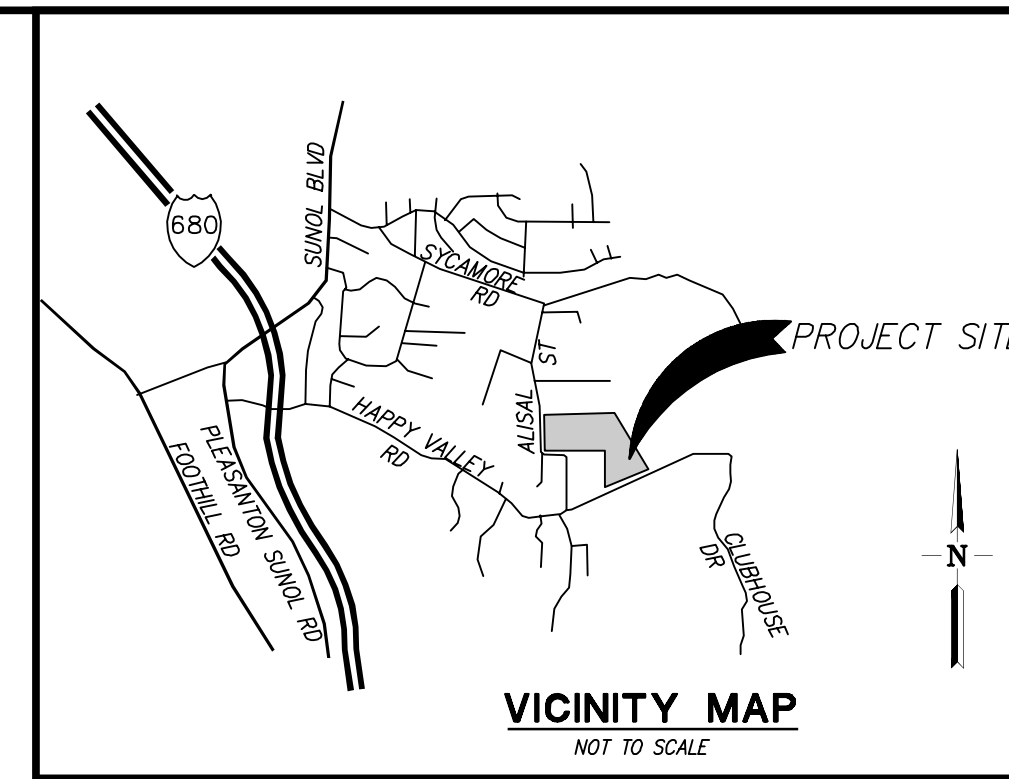 SUNOL BLVD
680
SYCAMORE
RD
PROJECT SITE
ALISAL ST
HAPPY VALLEY
RD
PLEASANTON SUNOL RD
FOOTHILL RD
CLUBHOUSE
DR
N
VICINITY MAP
NOT TO SCALE